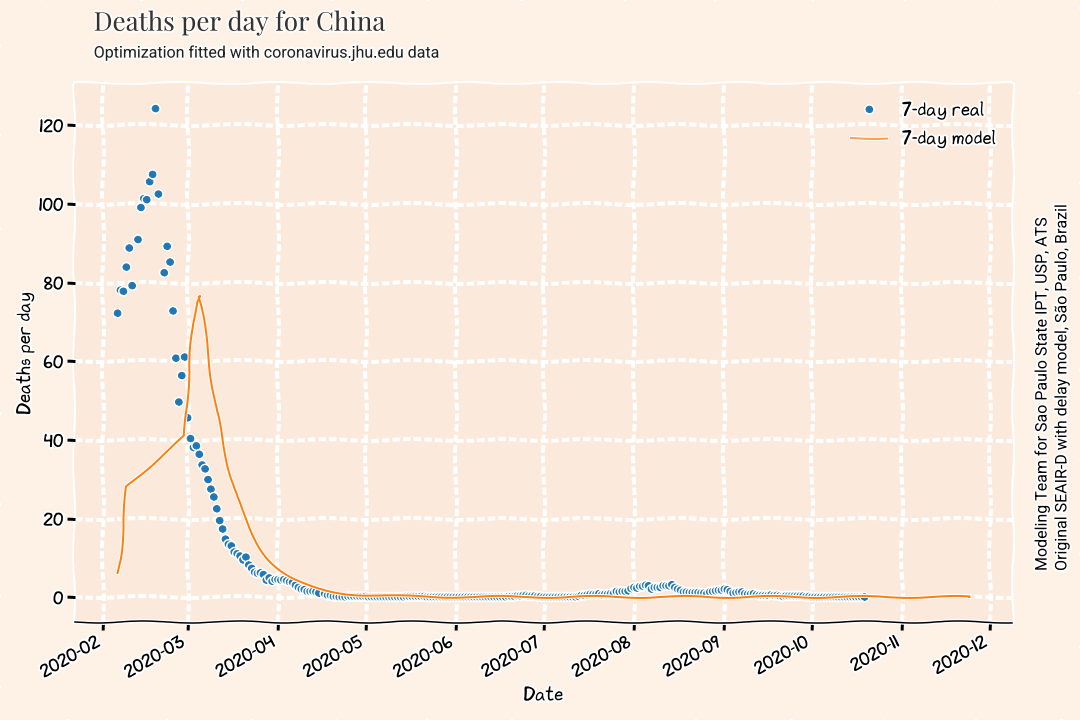 Deaths per day for China
Optimization fitted with coronavirus.jhu.edu data
7-day real
7-day model
120
100
80
60
40
20
0
Deaths per day
2020-02
2020-03
2020-04
2020-05
2020-06
2020-07
2020-08
2020-09
2020-10
2020-11
2020-12
Date
Modeling Team for Sao Paulo State IPT, USP, ATS
Original SEAIR-D with delay model, São Paulo, Brazil